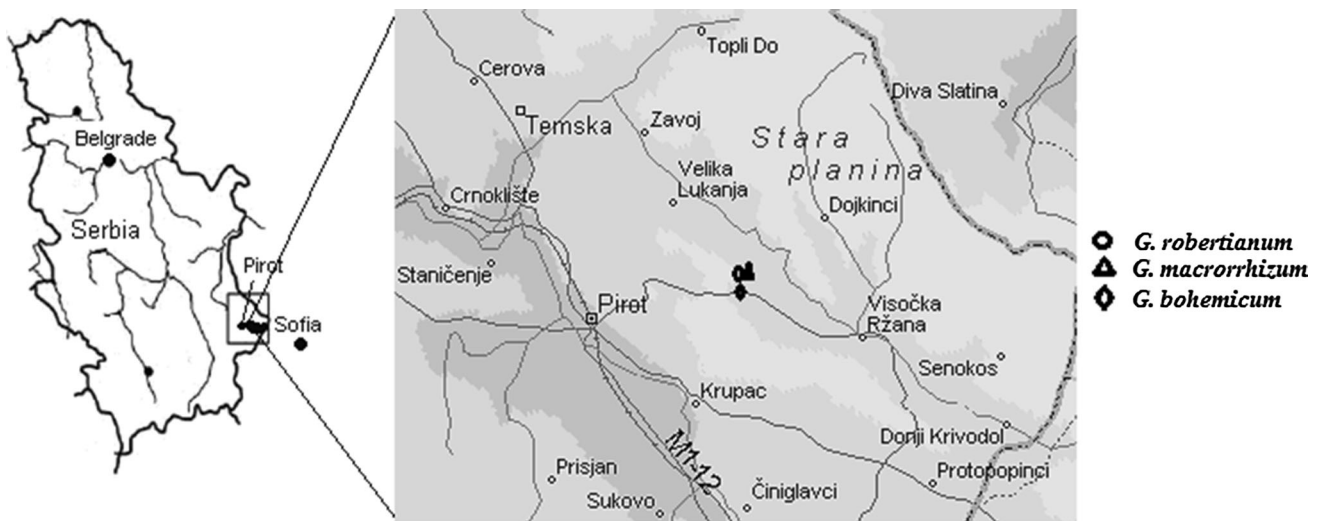 Belgrade
Serbia
Pirot
Sofia
Topli Do
Cerova
Diva Slatina
Temska
Zavoj
Stara
planina
Velika
Lukanja
Crnoklište
Dojkinci
Staničenje
Pirot
Visočka
Ržana
Senokos
Krupac
Donji Krivodol
M1-12
Prisjan
Protopopinci
Sukovo
Činiglavci
G. robertianum
G. macrorrhizum
G. bohemicum